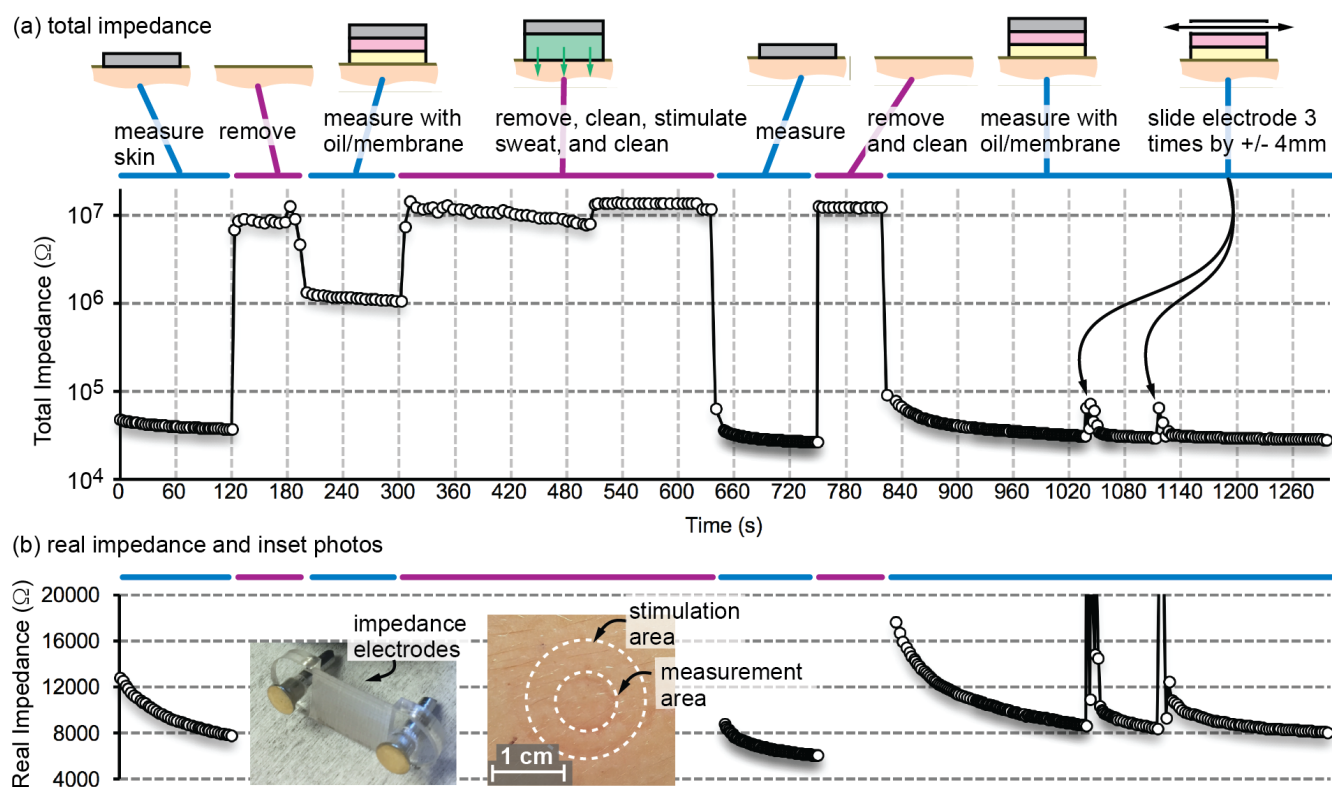 (a) total impedance
measure
skin
remove
measure with
oil/membrane
remove, clean, stimulate
sweat, and clean
measure
remove
and clean
measure with
oil/membrane
slide electrode 3
times by +/- 4mm
Total Impedance (Ω)
10⁷
10⁶
10⁵
10⁴
0 60 120 180 240 300 360 420 480 540 600 660 720 840 900 960 1020 1080 1140 1200 1260
Time (s)
(b) real impedance and inset photos
Real Impedance (Ω)
20000
16000
12000
8000
4000
impedance
electrodes
stimulation
area
measurement
area
1 cm